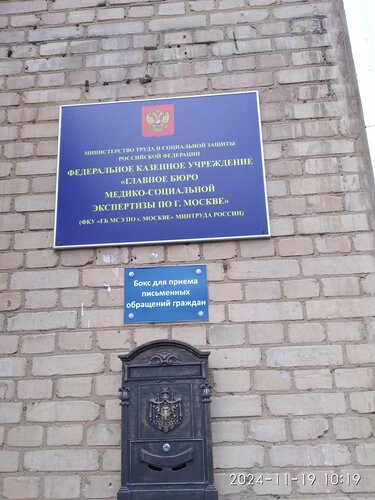 МИНИСТЕРСТВО ТРУДА И СОЦИАЛЬНОЙ ЗАЩИТЫ
РОССИЙСКОЙ ФЕДЕРАЦИИ
ФЕДЕРАЛЬНОЕ КАЗЕННОЕ УЧРЕЖДЕНИЕ
«ГЛАВНОЕ БЮРО
МЕДИКО-СОЦИАЛЬНОЙ
ЭКСПЕРТИЗЫ ПО Г. МОСКВЕ»
(ФКУ «ГБ МСЭ ПО г. МОСКВЕ» МИНТРУДА РОССИИ)
Бокс для приема
письменных
обращений граждан
2024-11-19 10:19